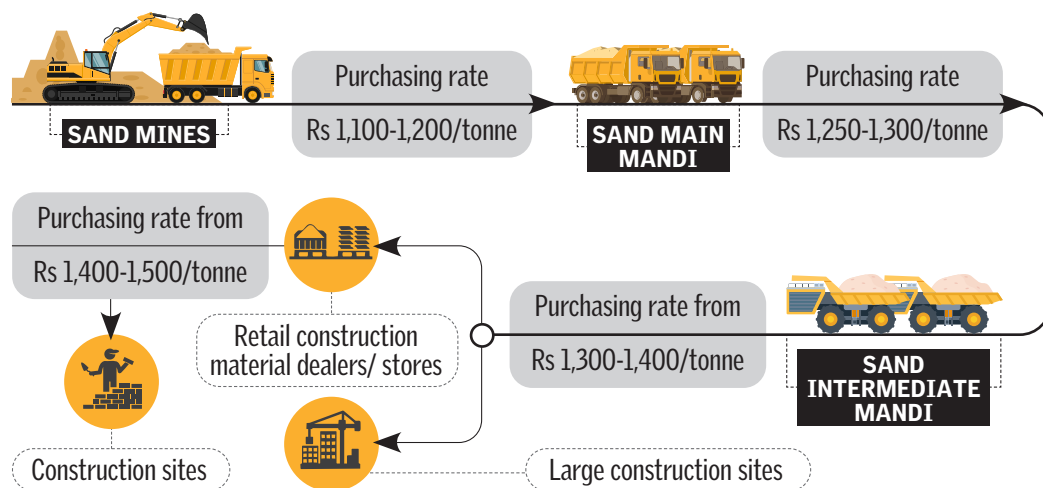 Purchasing rate
Rs 1,100-1,200/tonne
Purchasing rate
Rs 1,250-1,300/tonne
SAND MINES
SAND MAIN
MANDI
Purchasing rate from
Rs 1,400-1,500/tonne
Retail construction
material dealers/ stores
Purchasing rate from
Rs 1,300-1,400/tonne
SAND
INTERMEDIATE
MANDI
Construction sites
Large construction sites